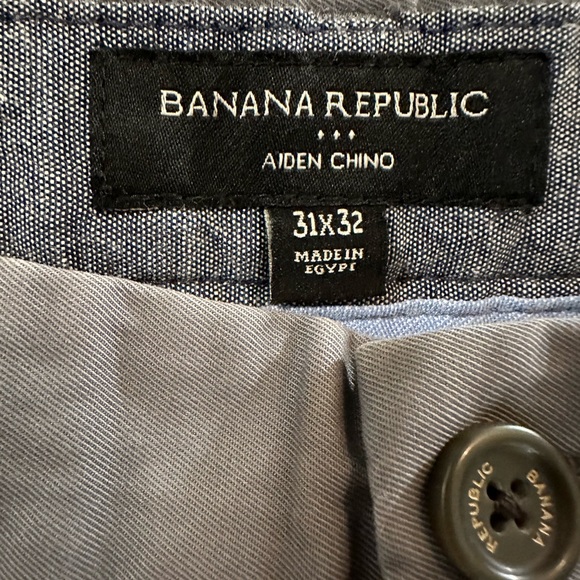 BANANA REPUBLIC
AIDEN CHINO
31X32
MADE IN
EGYPT
BANANA
REPUBLIC